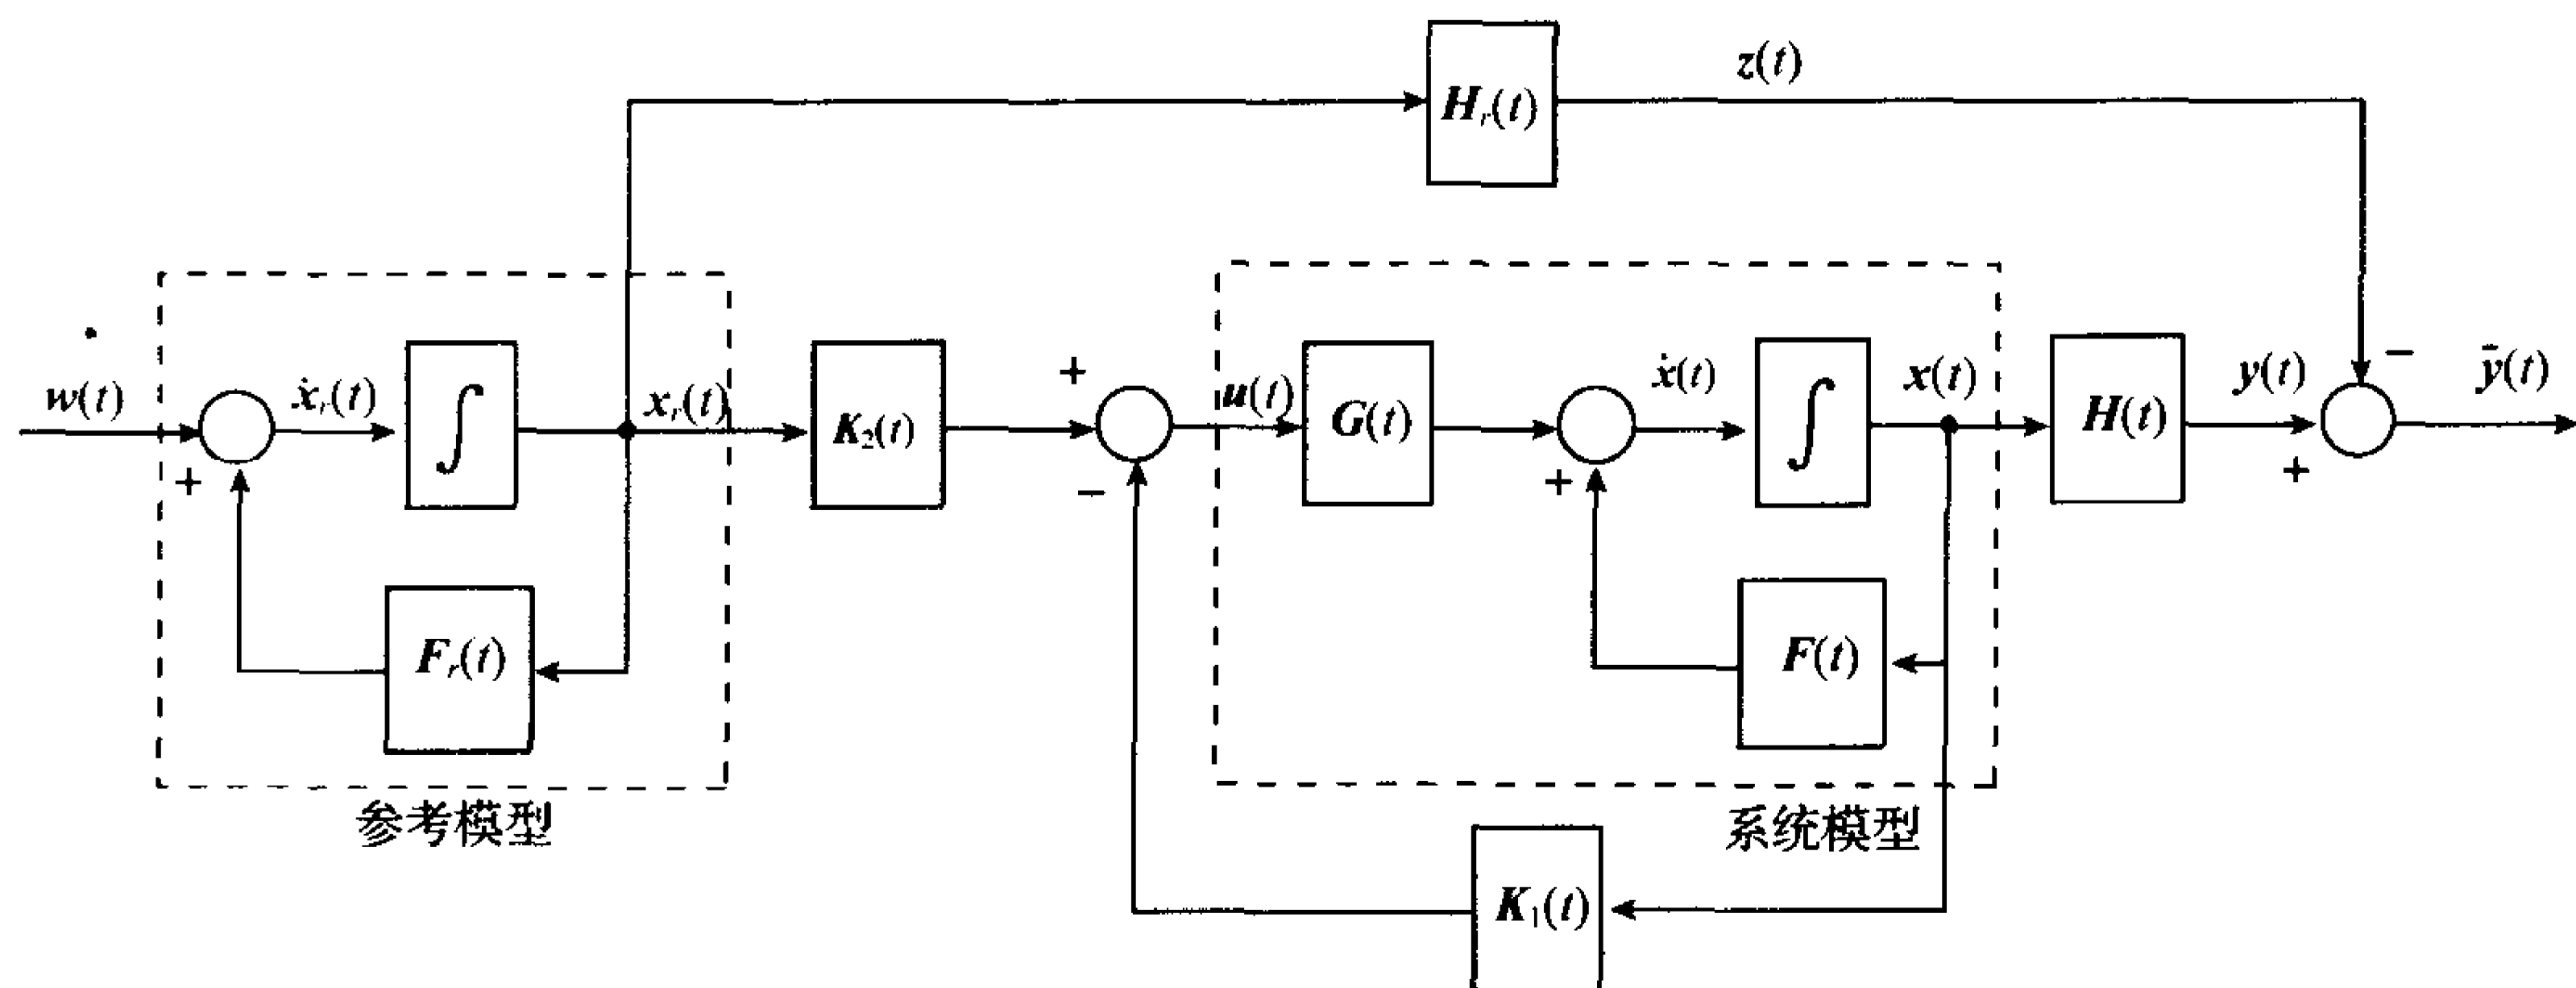 H_r(t)
z(t)
w(t)
+
ẋ_r(t)
∫
x_r(t)
K₂(t)
+
−
u(t)
G(t)
+
ẋ(t)
∫
x(t)
H(t)
y(t)
+
−
ȳ(t)
F_r(t)
F(t)
参考模型
系统模型
K₁(t)